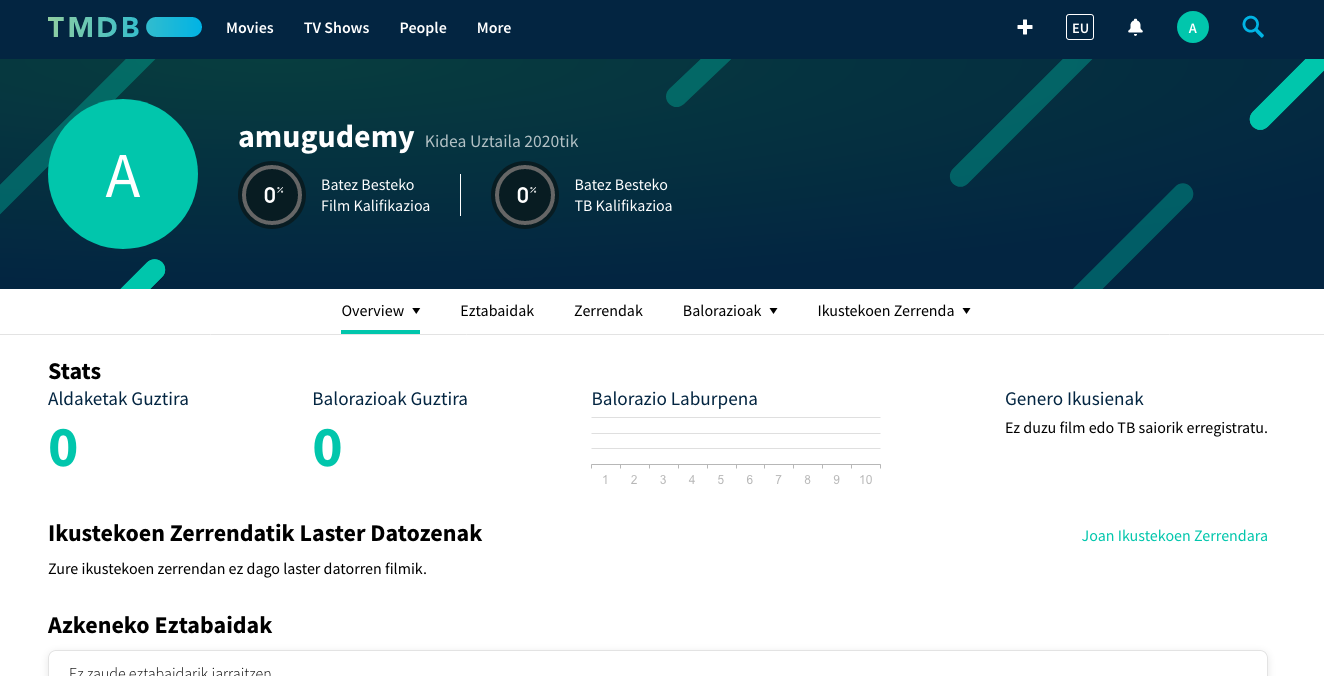 TMDB
Movies TV Shows People More
EU
A
A
amugudemy Kidea Uztaila 2020tik
0%
Batez Besteko
Film Kalifikazioa
0%
Batez Besteko
TB Kalifikazioa
Overview Eztabaidak Zerrendak Balorazioak Ikustekoen Zerrenda
Stats
Aldaketak Guztira
0
Balorazioak Guztira
0
Balorazio Laburpena
1 2 3 4 5 6 7 8 9 10
Genero Ikusienak
Ez duzu film edo TB saiorik erregistratu.
Ikustekoen Zerrendatik Laster Datozenak
Joan Ikustekoen Zerrendara
Zure ikustekoen zerrendan ez dago laster datorren filmik.
Azkeneko Eztabaidak
Ez zaude eztabaidarik jarraitzen